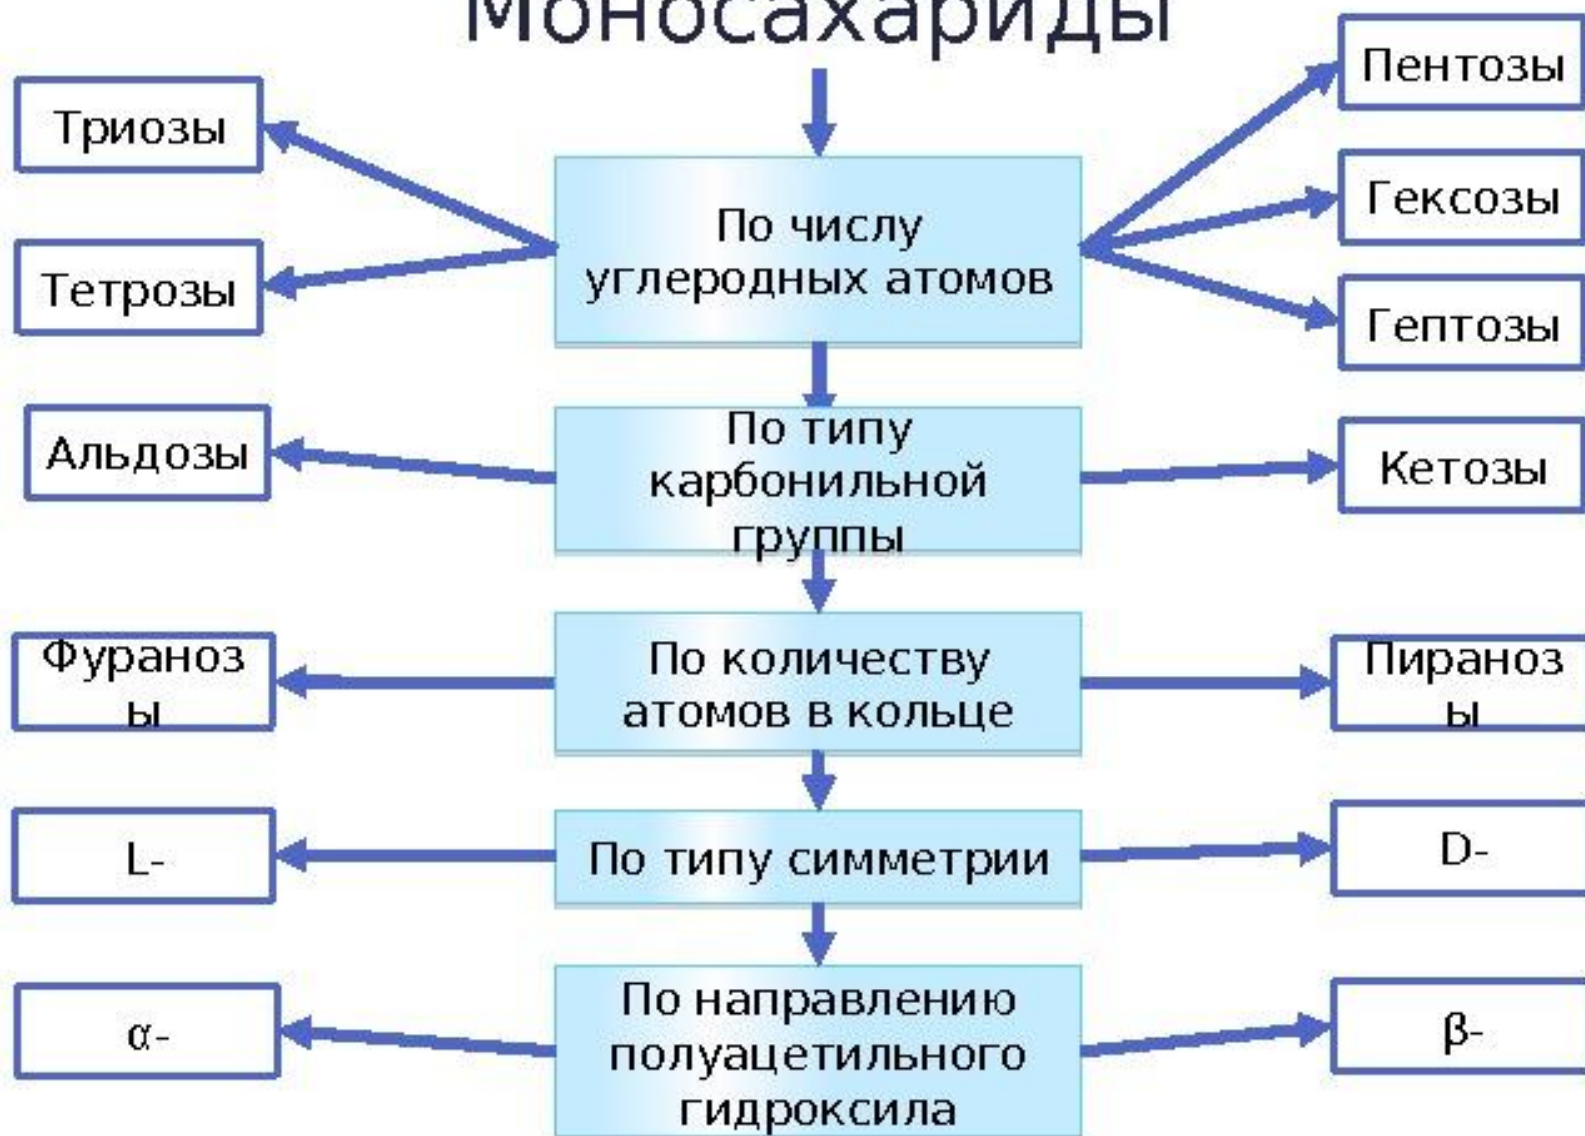 Моносахариды
Триозы
Тетрозы
По числу
углеродных атомов
Пентозы
Гексозы
Гептозы
Альдозы
По типу
карбонильной
группы
Кетозы
Фураноз
ы
По количеству
атомов в кольце
Пираноз
ы
L-
По типу симметрии
D-
α-
По направлению
полуацетильного
гидроксила
β-